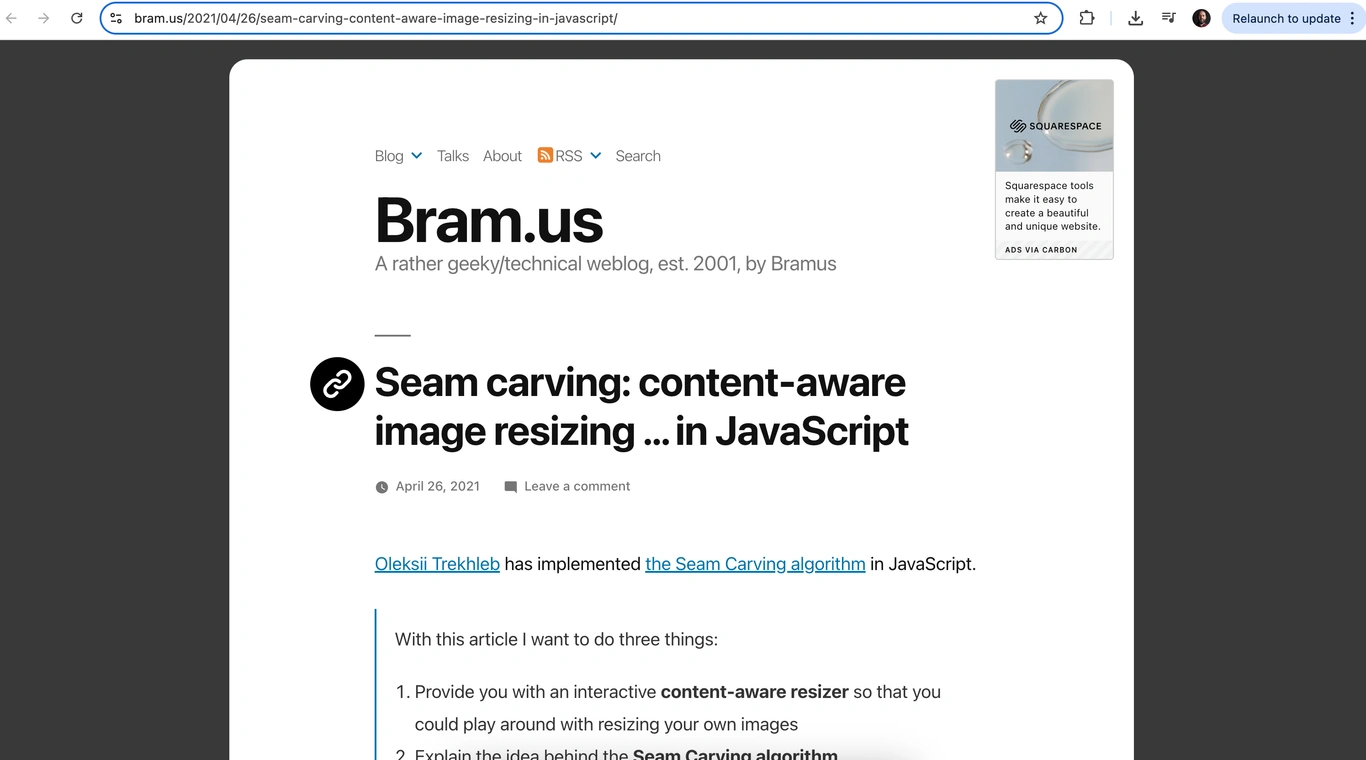 bram.us/2021/04/26/seam-carving-content-aware-image-resizing-in-javascript/
Relaunch to update
SQUARESPACE
Squarespace tools
make it easy to
create a beautiful
and unique website.
ADS VIA CARBON
Blog Talks About RSS Search
Bram.us
A rather geeky/technical weblog, est. 2001, by Bramus
Seam carving: content-aware
image resizing … in JavaScript
April 26, 2021 Leave a comment
Oleksii Trekhleb has implemented the Seam Carving algorithm in JavaScript.
With this article I want to do three things:
1. Provide you with an interactive content-aware resizer so that you
could play around with resizing your own images
2. Explain the idea behind the Seam Carving algorithm